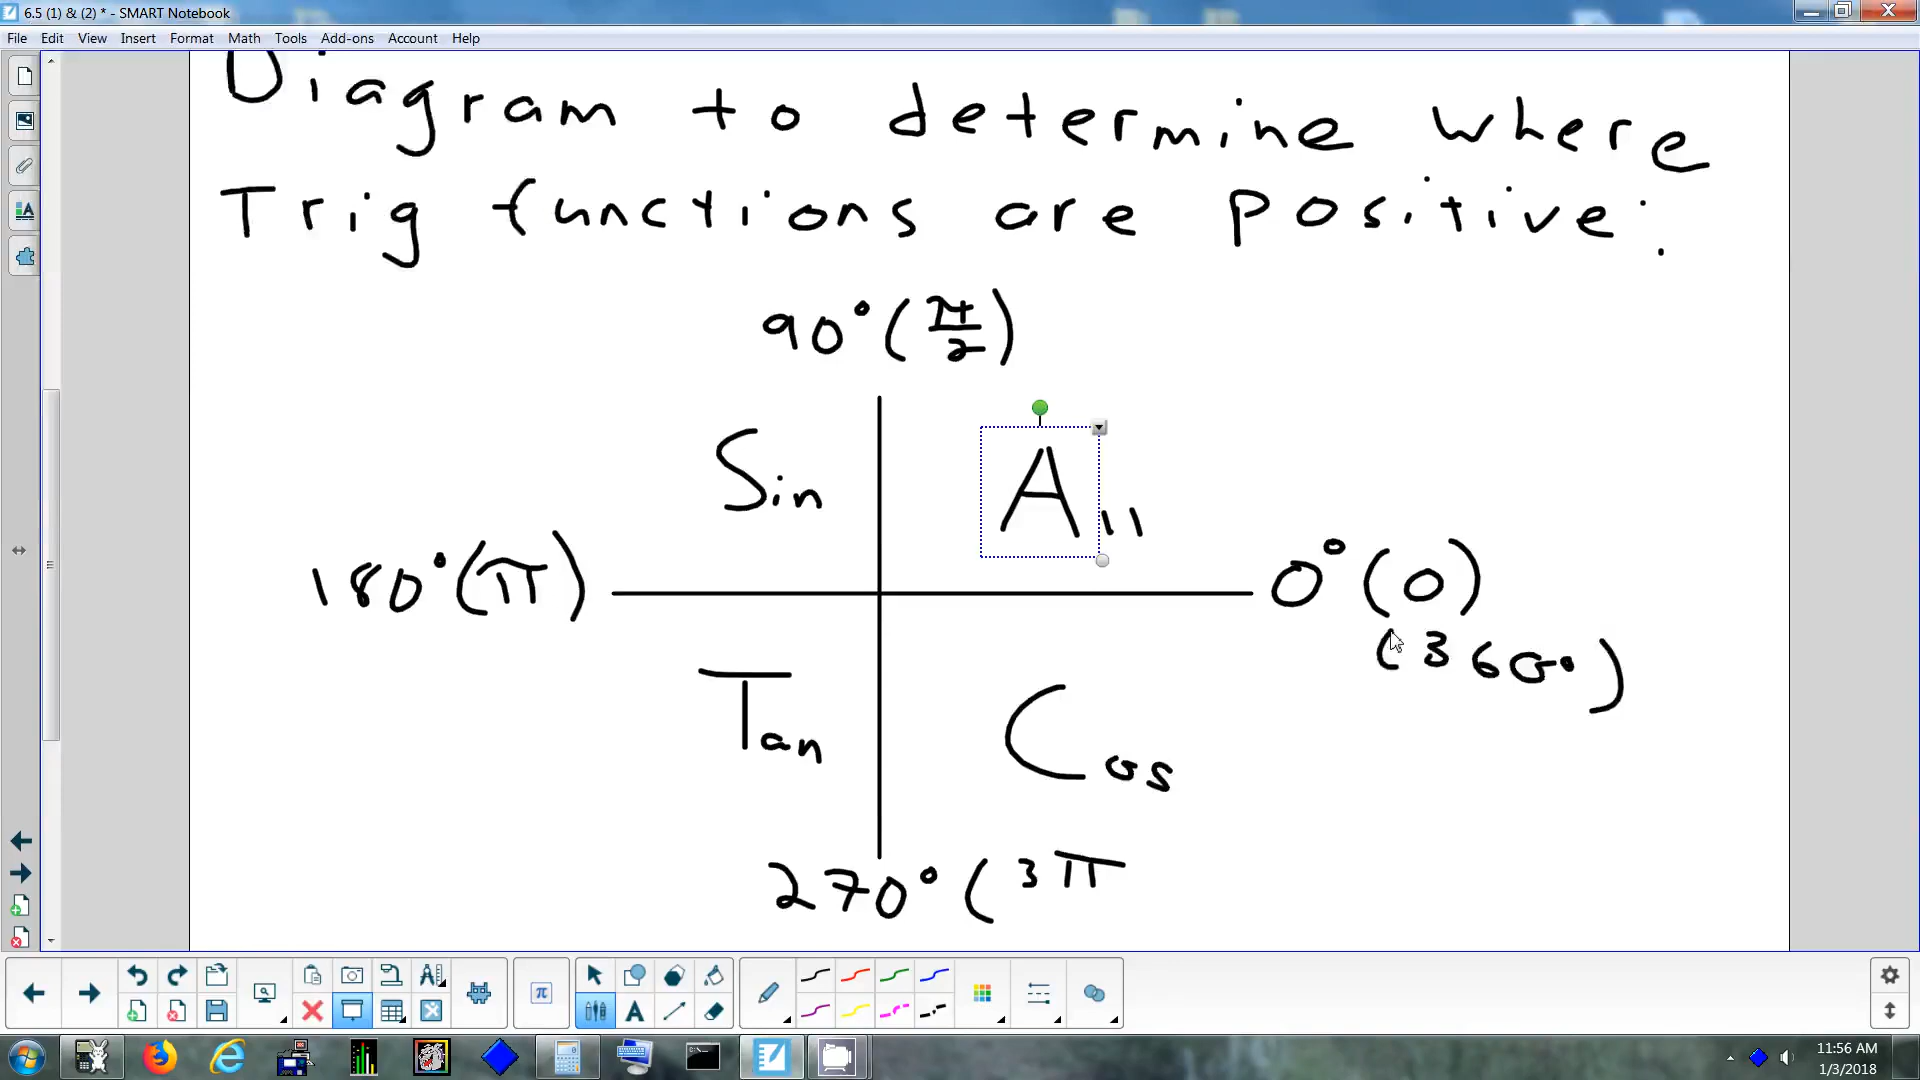 6.5 (1) & (2) * - SMART Notebook
File Edit View Insert Format Math Tools Add-ons Account Help
Diagram to determine where
Trig functions are positive:
90° (π/2)
Sin
All
180° (π)
0° (0)
(360°)
Tan
Cos
270° (3π
A
π
A
11:56 AM
1/3/2018